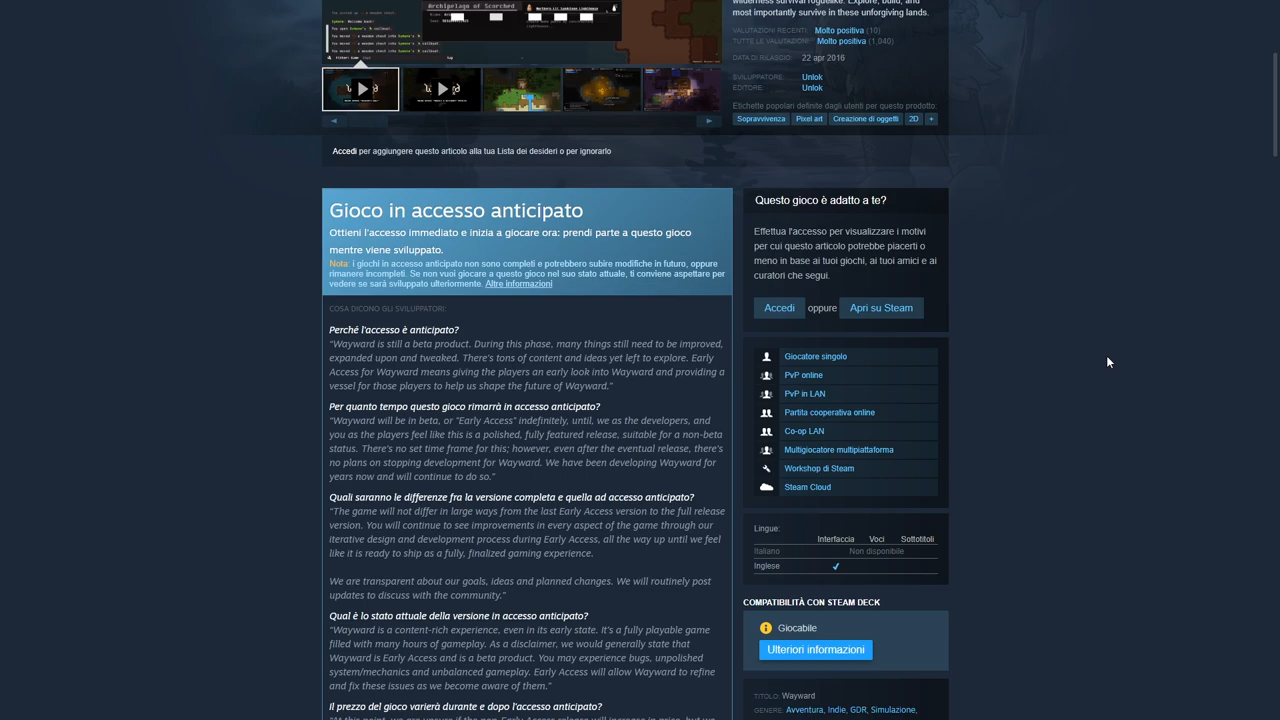 Archipelago of Scorched
wilderness survival roguelike. Explore, build, and
most importantly survive in these unforgiving lands.
VALUTAZIONI RECENTI: Molto positiva (10)
TUTTE LE VALUTAZIONI: Molto positiva (1,040)
DATA DI RILASCIO: 22 apr 2016
SVILUPPATORE: Unlok
EDITORE: Unlok
Etichette popolari definite dagli utenti per questo prodotto:
Sopravvivenza Pixel art Creazione di oggetti 2D +
Accedi per aggiungere questo articolo alla tua Lista dei desideri o per ignorarlo
Gioco in accesso anticipato
Ottieni l'accesso immediato e inizia a giocare ora: prendi parte a questo gioco
mentre viene sviluppato.
Nota: i giochi in accesso anticipato non sono completi e potrebbero subire modifiche in futuro, oppure
rimanere incompleti. Se non vuoi giocare a questo gioco nel suo stato attuale, ti conviene aspettare per
vedere se sarà sviluppato ulteriormente. Altre informazioni
COSA DICONO GLI SVILUPPATORI:
Perché l'accesso è anticipato?
“Wayward is still a beta product. During this phase, many things still need to be improved,
expanded upon and tweaked. There's tons of content and ideas yet left to explore. Early
Access for Wayward means giving the players an early look into Wayward and providing a
vessel for those players to help us shape the future of Wayward.”
Per quanto tempo questo gioco rimarrà in accesso anticipato?
“Wayward will be in beta, or "Early Access" indefinitely, until, we as the developers, and
you as the players feel like this is a polished, fully featured release, suitable for a non-beta
status. There's no set time frame for this; however, even after the eventual release, there's
no plans on stopping development for Wayward. We have been developing Wayward for
years now and will continue to do so.”
Quali saranno le differenze fra la versione completa e quella ad accesso anticipato?
“The game will not differ in large ways from the last Early Access version to the full release
version. You will continue to see improvements in every aspect of the game through our
iterative design and development process during Early Access, all the way up until we feel
like it is ready to ship as a fully, finalized gaming experience.
We are transparent about our goals, ideas and planned changes. We will routinely post
updates to discuss with the community.”
Qual è lo stato attuale della versione in accesso anticipato?
“Wayward is a content-rich experience, even in its early state. It's a fully playable game
filled with many hours of gameplay. As a disclaimer, we would generally state that
Wayward is Early Access and is a beta product. You may experience bugs, unpolished
system/mechanics and unbalanced gameplay. Early Access will allow Wayward to refine
and fix these issues as we become aware of them.”
Il prezzo del gioco varierà durante e dopo l'accesso anticipato?
Questo gioco è adatto a te?
Effettua l'accesso per visualizzare i motivi
per cui questo articolo potrebbe piacerti o
meno in base ai tuoi giochi, ai tuoi amici e ai
curatori che segui.
Accedi oppure Apri su Steam
Giocatore singolo
PvP online
PvP in LAN
Partita cooperativa online
Co-op LAN
Multigiocatore multipiattaforma
Workshop di Steam
Steam Cloud
Lingue:
Interfaccia Voci Sottotitoli
Italiano Non disponibile
Inglese ✔
COMPATIBILITÀ CON STEAM DECK
Giocabile
Ulteriori informazioni
TITOLO: Wayward
GENERE: Avventura, Indie, GDR, Simulazione,